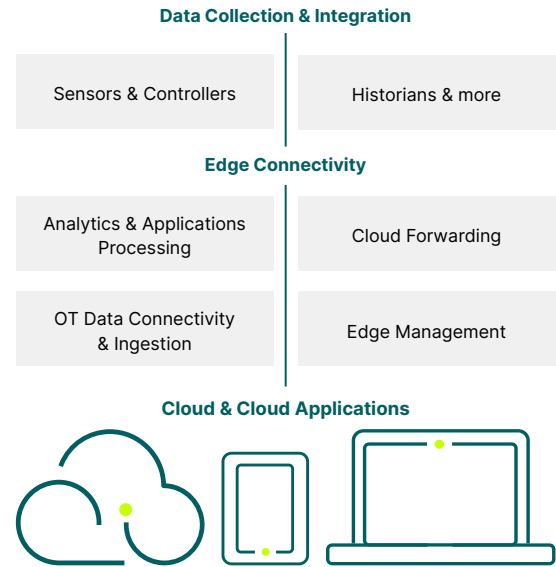 Data Collection & Integration
Sensors & Controllers
Historians & more
Edge Connectivity
Analytics & Applications
Processing
Cloud Forwarding
OT Data Connectivity
& Ingestion
Edge Management
Cloud & Cloud Applications